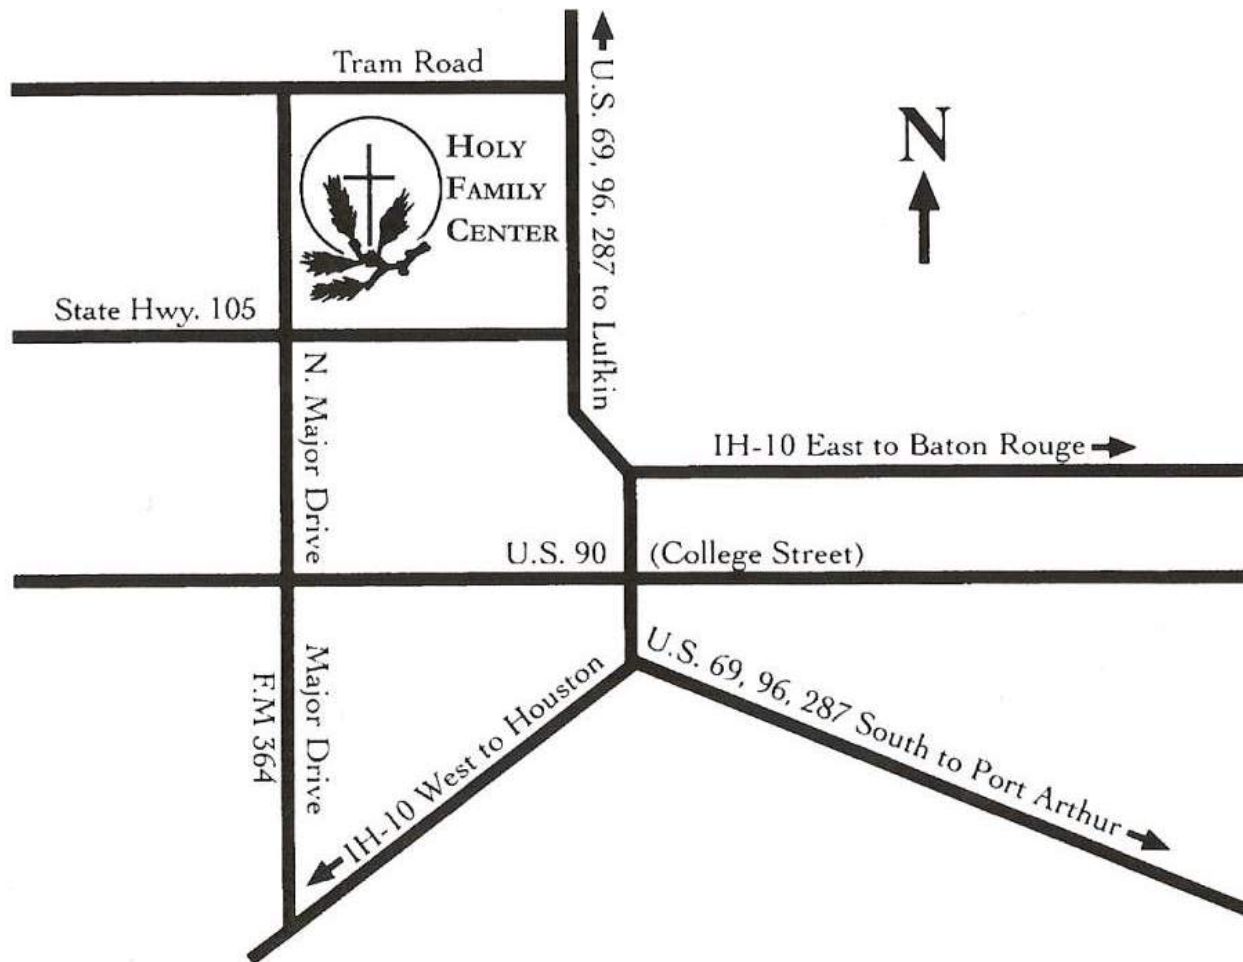 Tram Road
U.S. 69, 96, 287 to Lufkin
N
HOLY
FAMILY
CENTER
State Hwy. 105
N. Major Drive
IH-10 East to Baton Rouge
U.S. 90
(College Street)
Major Drive
F.M 364
IH-10 West to Houston
U.S. 69, 96, 287 South to Port Arthur